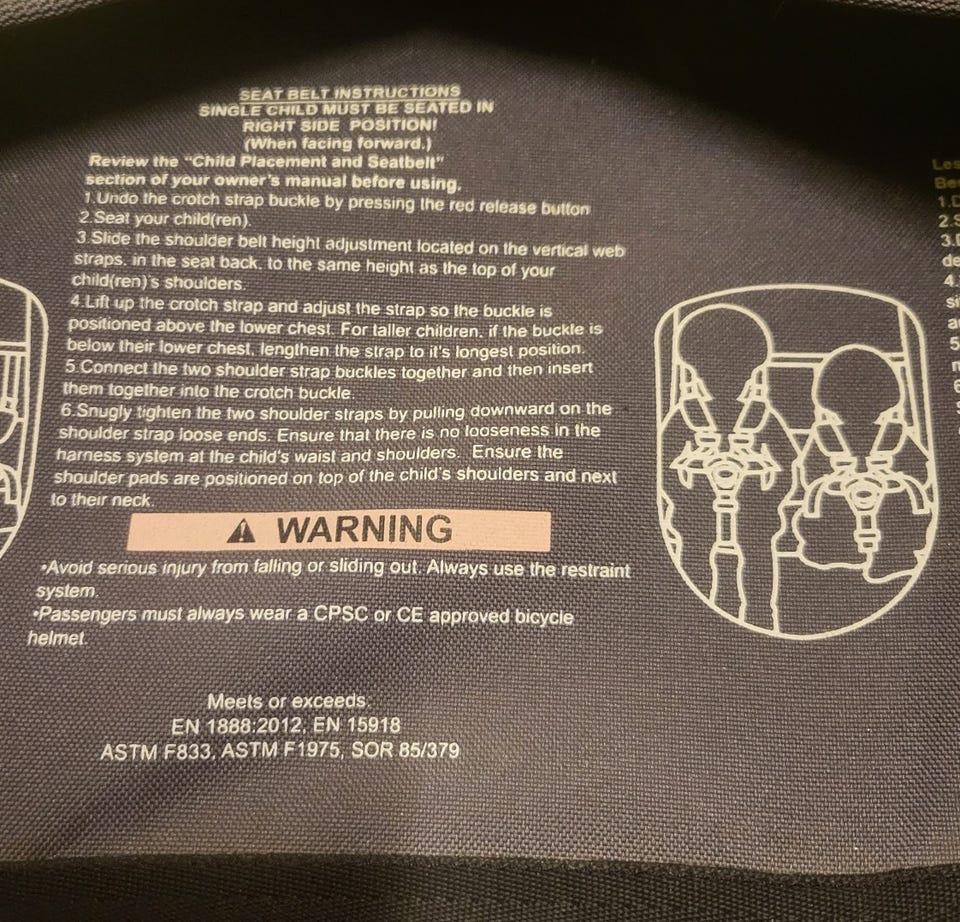 SEAT BELT INSTRUCTIONS
SINGLE CHILD MUST BE SEATED IN
RIGHT SIDE POSITION!
(When facing forward.)
Review the "Child Placement and Seatbelt"
section of your owner's manual before using.
1.Undo the crotch strap buckle by pressing the red release button
2.Seat your child(ren).
3.Slide the shoulder belt height adjustment located on the vertical web
straps, in the seat back, to the same height as the top of your
child(ren)'s shoulders.
4.Lift up the crotch strap and adjust the strap so the buckle is
positioned above the lower chest. For taller children, if the buckle is
below their lower chest, lengthen the strap to it's longest position.
5.Connect the two shoulder strap buckles together and then insert
them together into the crotch buckle.
6.Snugly tighten the two shoulder straps by pulling downward on the
shoulder strap loose ends. Ensure that there is no looseness in the
harness system at the child's waist and shoulders. Ensure the
shoulder pads are positioned on top of the child's shoulders and next
to their neck.
WARNING
•Avoid serious injury from falling or sliding out. Always use the restraint
system.
•Passengers must always wear a CPSC or CE approved bicycle
helmet.
Meets or exceeds:
EN 1888:2012, EN 15918
ASTM F833, ASTM F1975, SOR 85/379